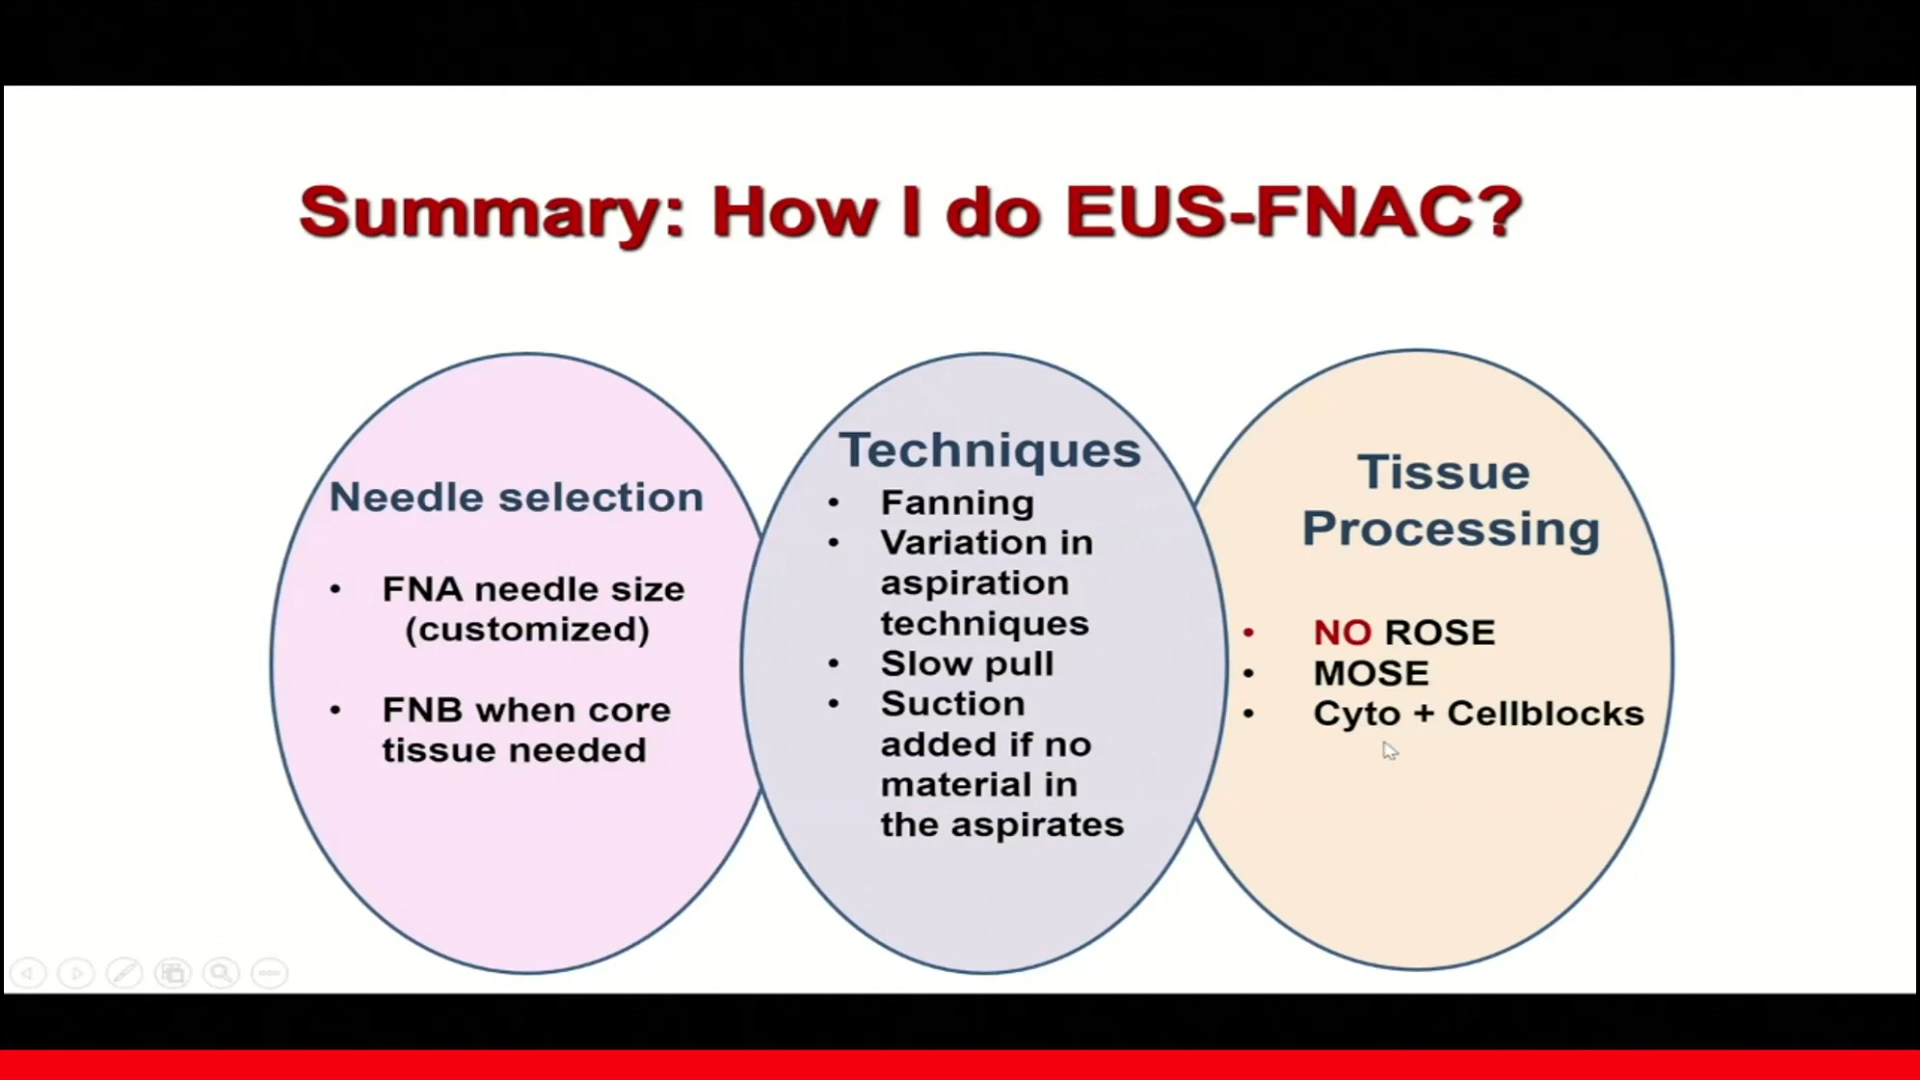 Summary: How I do EUS-FNAC?
Needle selection
• FNA needle size
(customized)
• FNB when core
tissue needed
Techniques
• Fanning
• Variation in
aspiration
techniques
• Slow pull
• Suction
added if no
material in
the aspirates
Tissue
Processing
• NO ROSE
• MOSE
• Cyto + Cellblocks